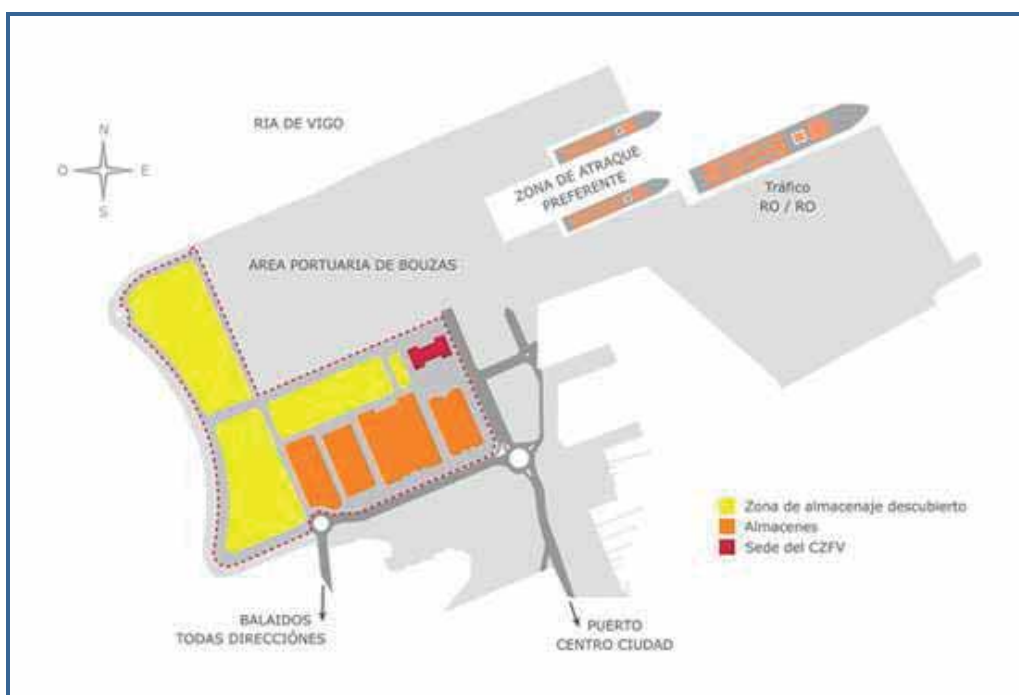 RIA DE VIGO
N
O
E
S
ZONA DE ATRAQUE
PREFERENTE
Tráfico
RO / RO
AREA PORTUARIA DE BOUZAS
Zona de almacenaje descubierto
Almacenes
Sede del CZFV
BALAIDOS
TODAS DIRECCIÓNES
PUERTO
CENTRO CIUDAD